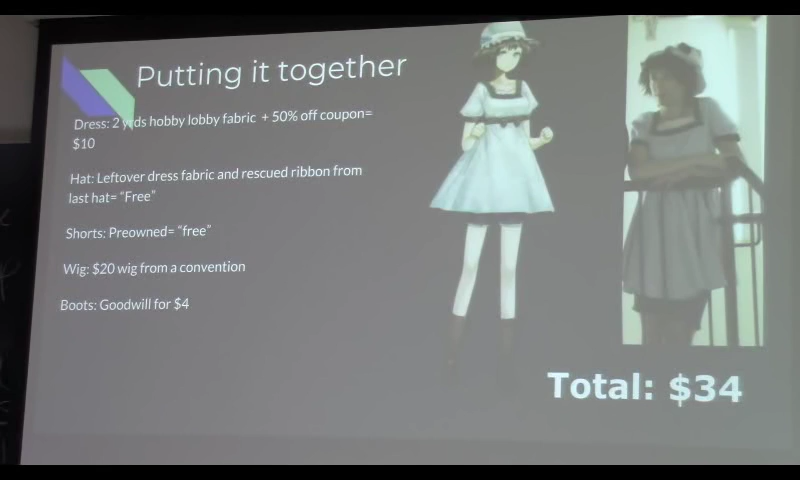 Putting it together
Dress: 2 yrds hobby lobby fabric + 50% off coupon=
$10
Hat: Leftover dress fabric and rescued ribbon from
last hat= “Free”
Shorts: Preowned= “free”
Wig: $20 wig from a convention
Boots: Goodwill for $4
Total: $34